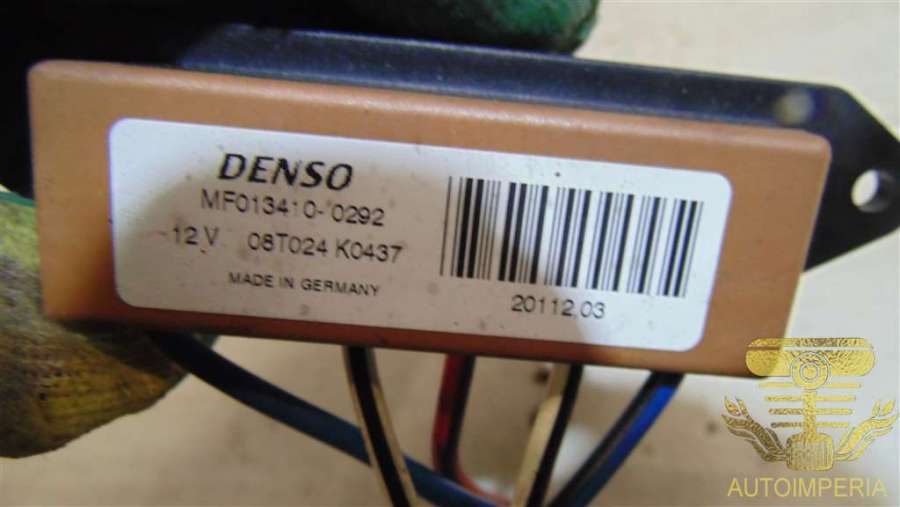 DENSO
MF013410-0292
12 V 08T024 K0437
MADE IN GERMANY
20112.03
AUTOIMPERIA